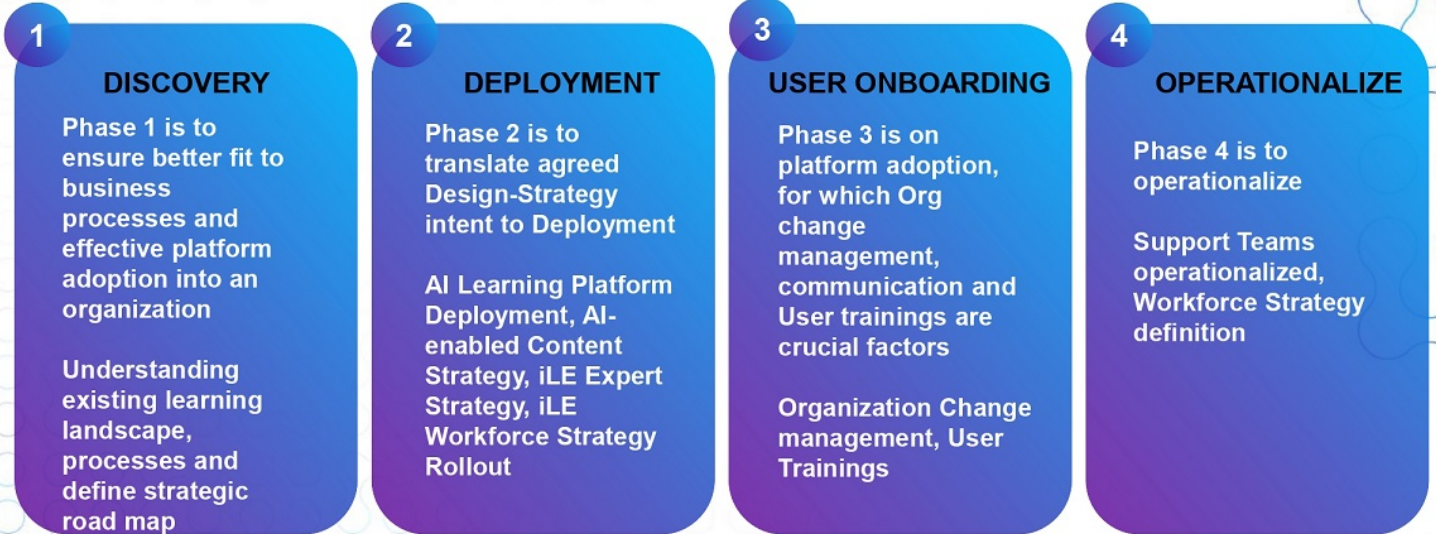 1
DISCOVERY
Phase 1 is to
ensure better fit to
business
processes and
effective platform
adoption into an
organization
Understanding
existing learning
landscape,
processes and
define strategic
road map
2
DEPLOYMENT
Phase 2 is to
translate agreed
Design-Strategy
intent to Deployment
AI Learning Platform
Deployment, AI-
enabled Content
Strategy, iLE Expert
Strategy, iLE
Workforce Strategy
Rollout
3
USER ONBOARDING
Phase 3 is on
platform adoption,
for which Org
change
management,
communication and
User trainings are
crucial factors
Organization Change
management, User
Trainings
4
OPERATIONALIZE
Phase 4 is to
operationalize
Support Teams
operationalized,
Workforce Strategy
definition